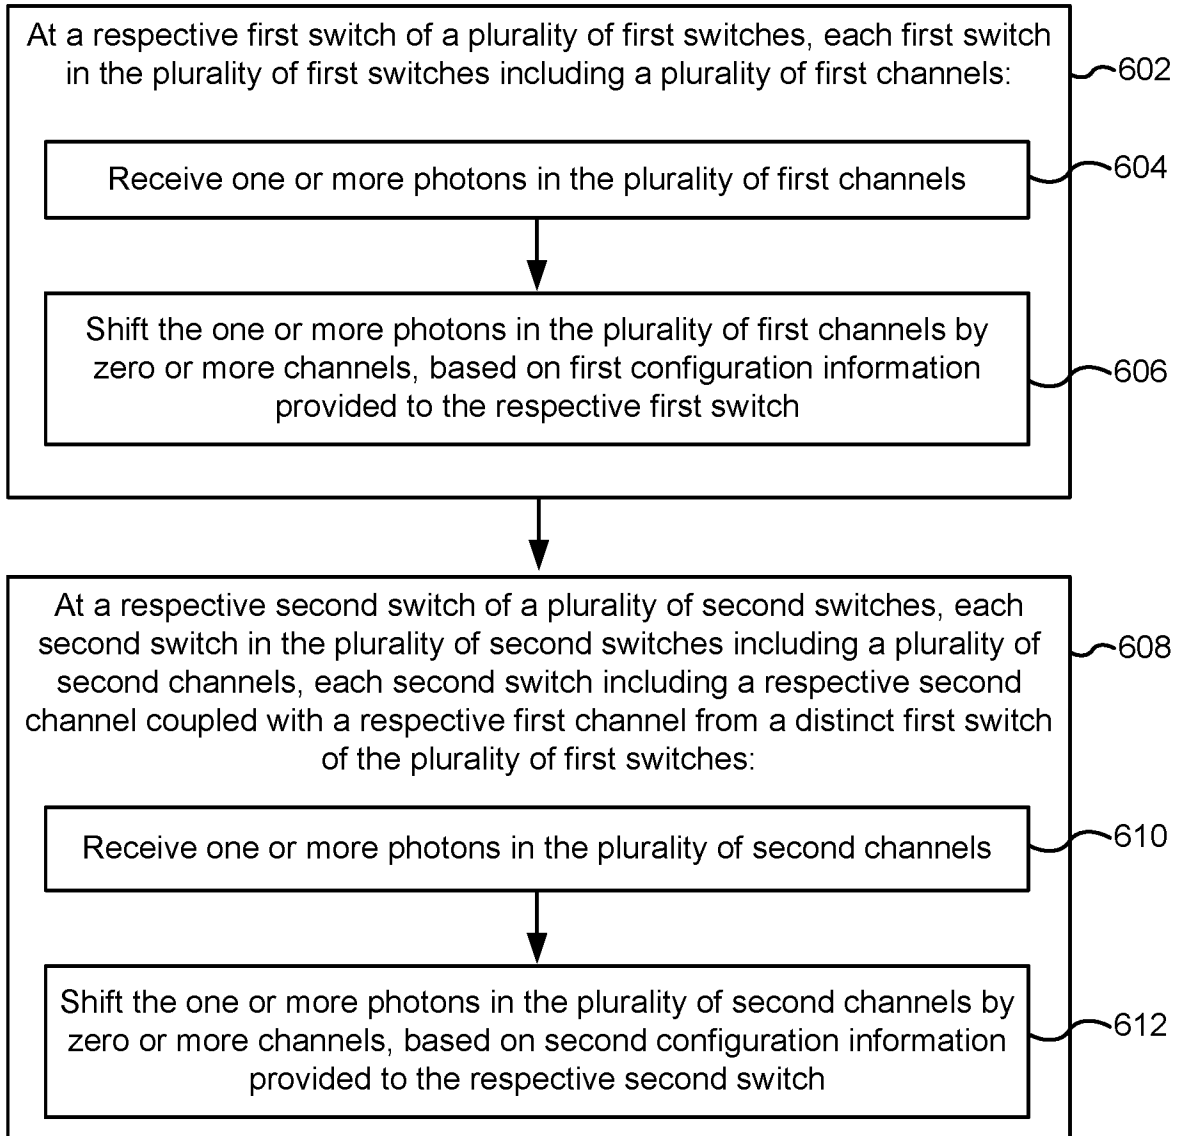 At a respective first switch of a plurality of first switches, each first switch
in the plurality of first switches including a plurality of first channels:
602
Receive one or more photons in the plurality of first channels
604
Shift the one or more photons in the plurality of first channels by
zero or more channels, based on first configuration information
provided to the respective first switch
606
At a respective second switch of a plurality of second switches, each
second switch in the plurality of second switches including a plurality of
second channels, each second switch including a respective second
channel coupled with a respective first channel from a distinct first switch
of the plurality of first switches:
608
Receive one or more photons in the plurality of second channels
610
Shift the one or more photons in the plurality of second channels by
zero or more channels, based on second configuration information
provided to the respective second switch
612